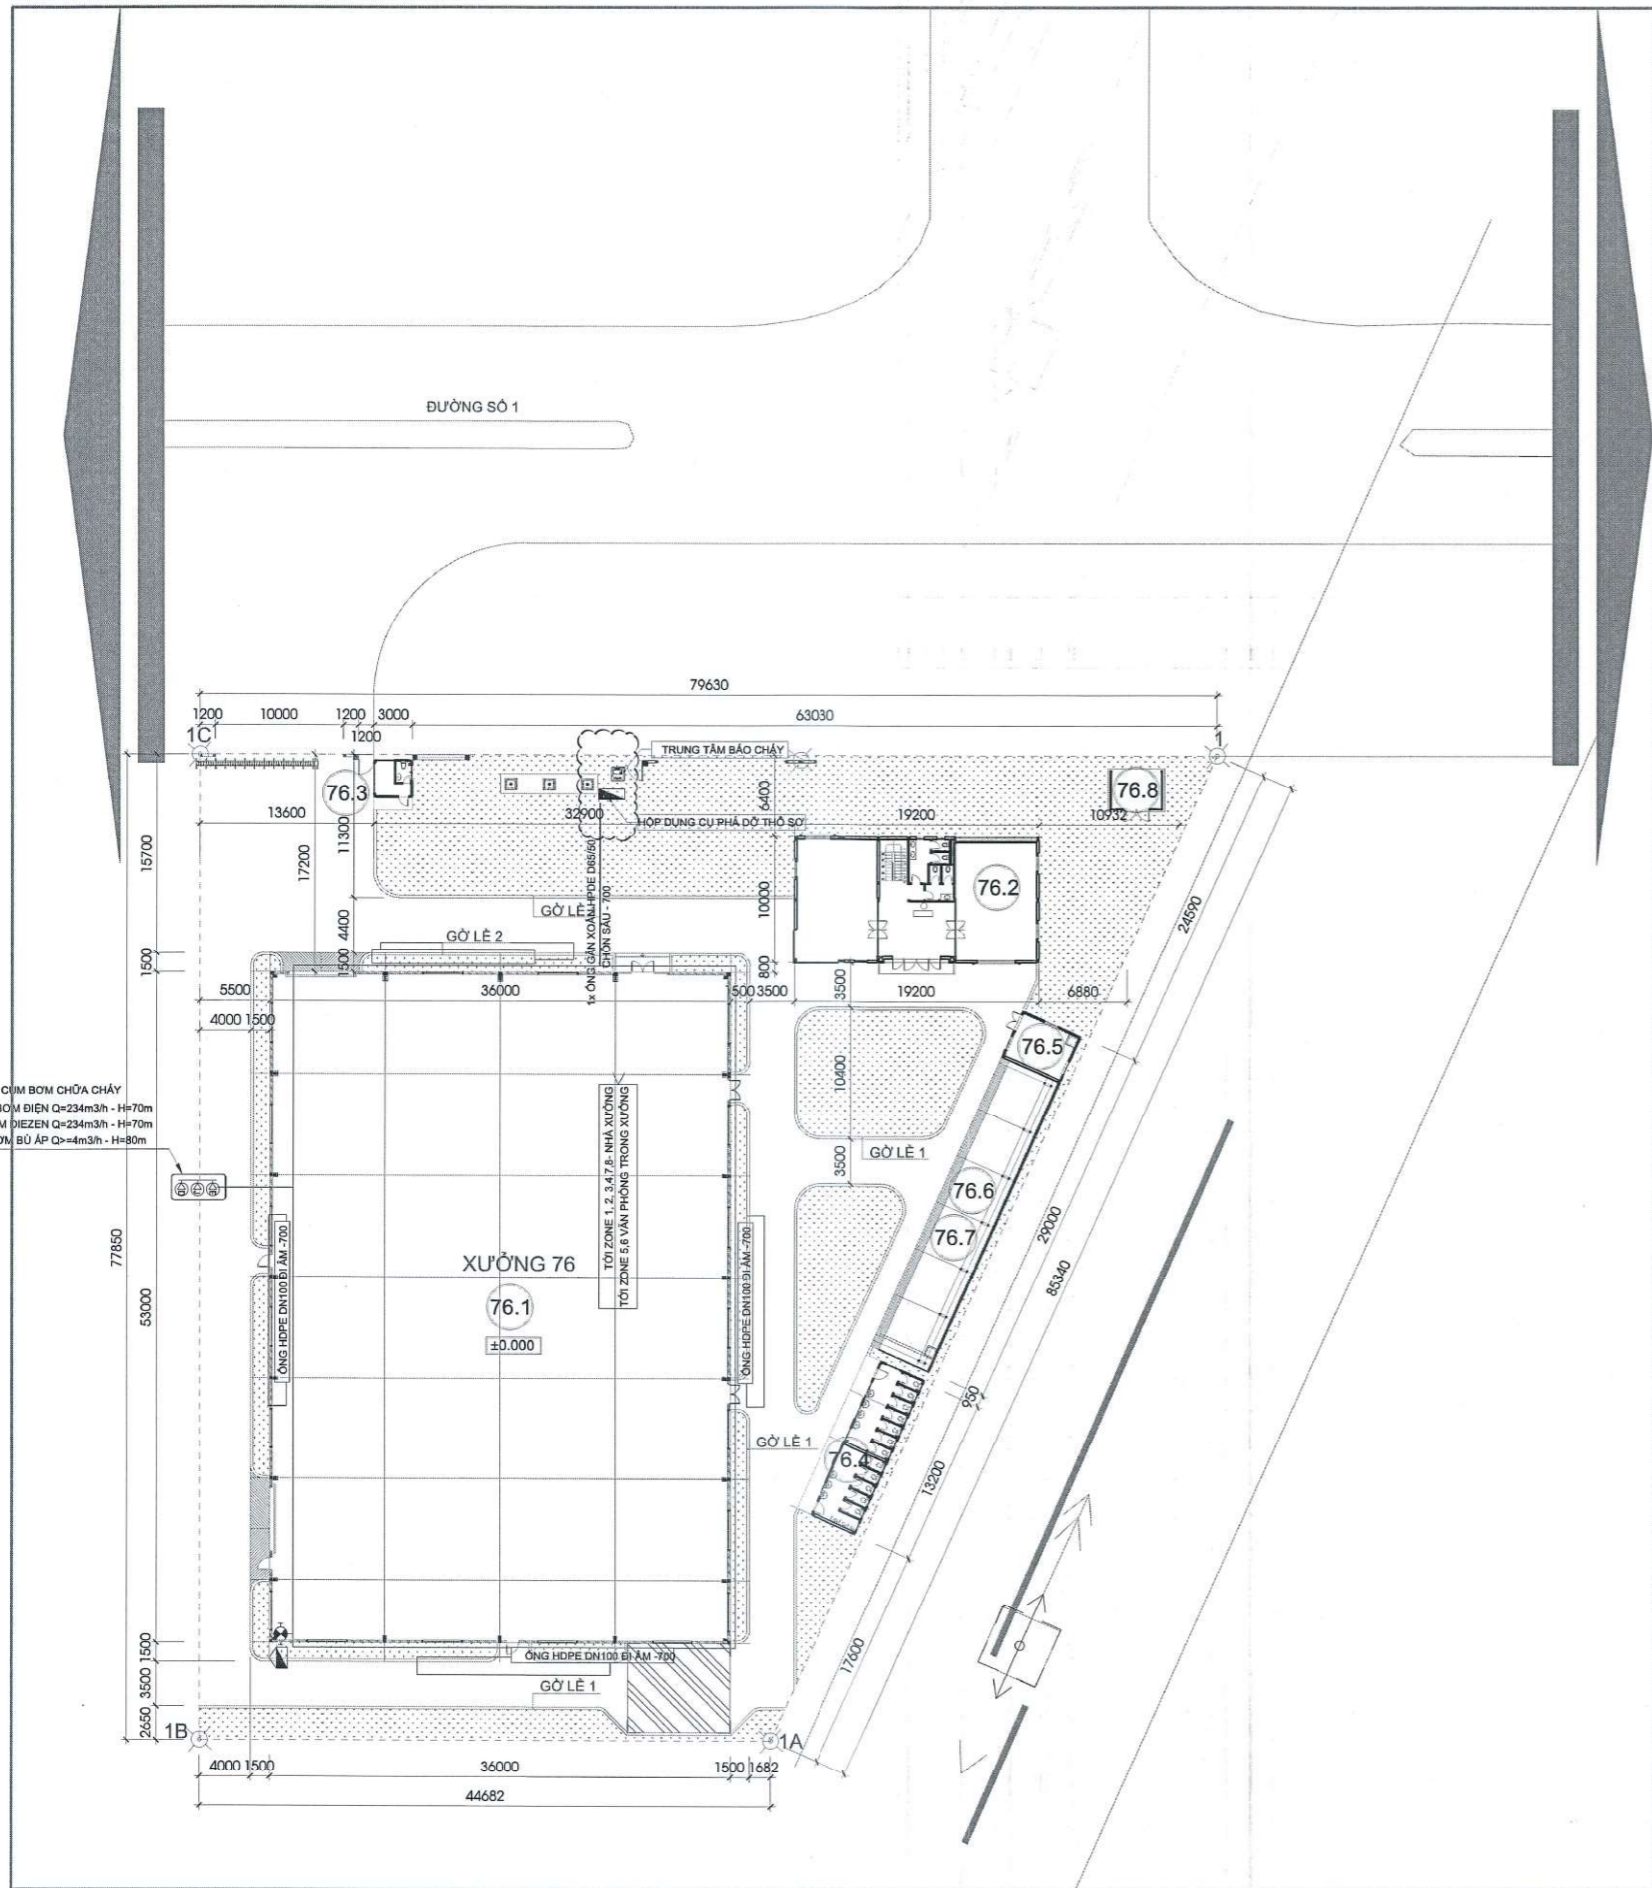 ĐƯỜNG SỐ 1
79630
1200
10000
1200
3000
63030
1200
1C
1
TRUNG TÂM BÁO CHÁY
76.3
76.8
6400
13600
32900
HỘP DỤNG CỤ PHÁ DỠ THÔ SƠ
19200
10932
11300
17200
15700
1x ỐNG GÂN XOẮN HPDE D65/50
CHÔN SÂU - 700
10000
76.2
GỜ LỀ
4400
GỜ LỀ 2
24590
1500
1500
800
5500
36000
500
3500
3500
19200
6880
4000
1500
76.5
10400
CỤM BƠM CHỮA CHÁY
BƠM ĐIỆN Q=234m3/h - H=70m
M DIEZEN Q=234m3/h - H=70m
ƠM BÙ ÁP Q>=4m3/h - H=80m
TỚI ZONE 1, 2, 3,4,7,8- NHÀ XƯỞNG
TỚI ZONE 5,6 VĂN PHÒNG TRONG XƯỞNG
GỜ LỀ 1
3500
76.6
76.7
29000
85340
77850
53000
ỐNG HDPE DN100 ĐI ÂM -700
XƯỞNG 76
76.1
±0.000
ỐNG HDPE DN100 ĐI ÂM -700
950
GỜ LỀ 1
76.4
13200
17600
1500
3500
2650
ỐNG HDPE DN100 ĐI ÂM -700
GỜ LỀ 1
1B
1A
4000
1500
36000
1500
1682
44682